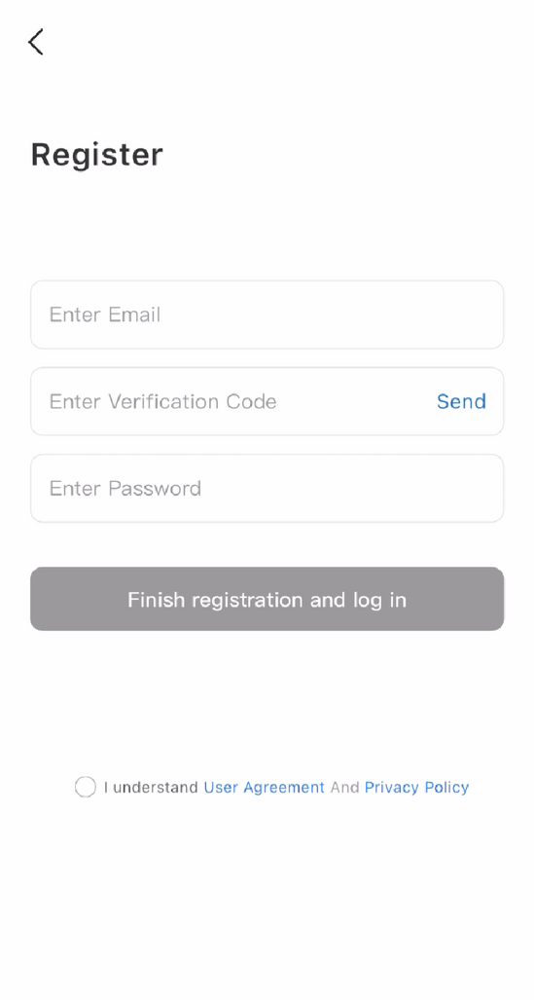 Register
Enter Email
Enter Verification Code Send
Enter Password
Finish registration and log in
I understand User Agreement And Privacy Policy